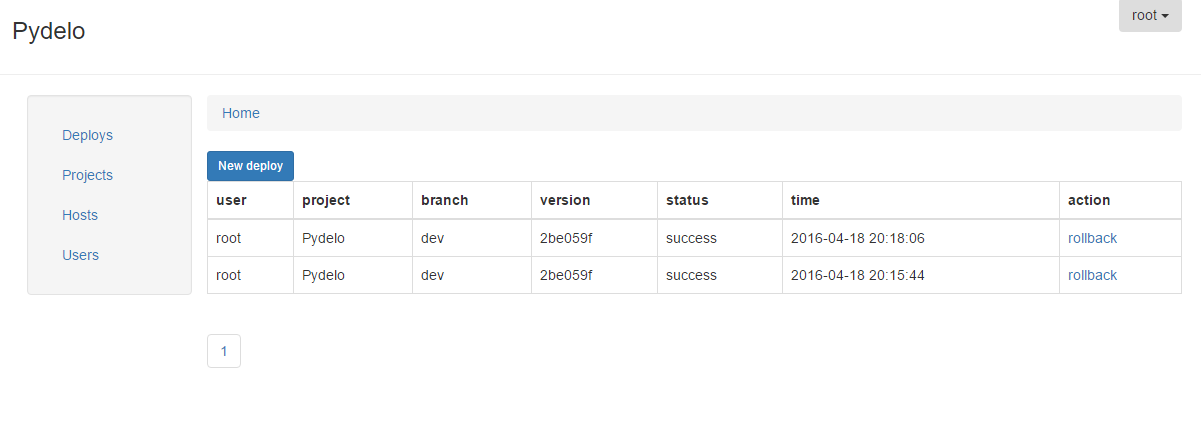 Pydelo
root
Home
Deploys
Projects
Hosts
Users
New deploy
user project branch version status time action
root Pydelo dev 2be059f success 2016-04-18 20:18:06 rollback
root Pydelo dev 2be059f success 2016-04-18 20:15:44 rollback
1